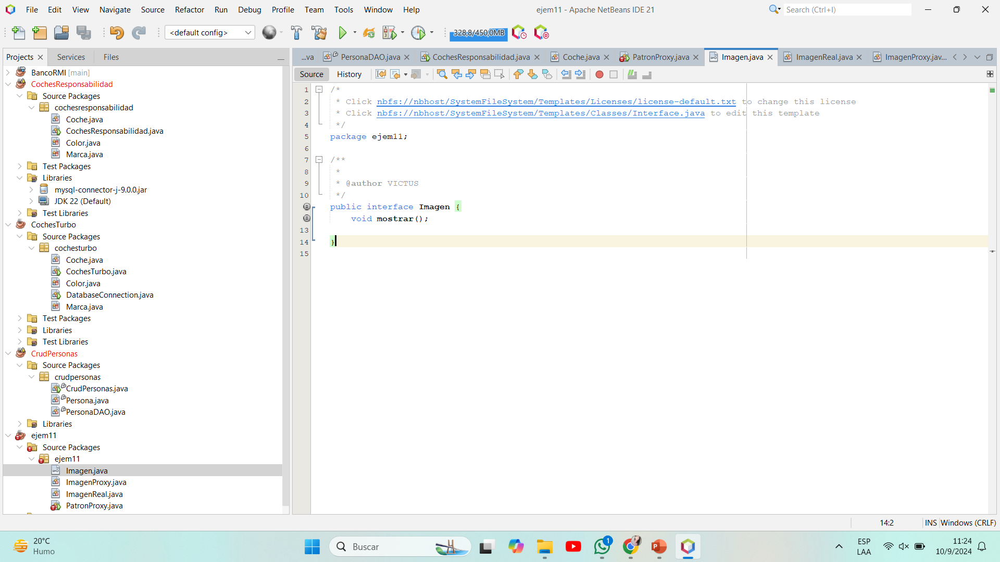 File Edit View Navigate Source Refactor Run Debug Profile Team Tools Window Help
ejem11 - Apache NetBeans IDE 21
Search (Ctrl+I)
<default config>
328,8/450,0MB
Projects Services Files
...va PersonaDAO.java CochesResponsabilidad.java Coche.java PatronProxy.java Imagen.java ImagenReal.java ImagenProxy.jav...
Source History
BancoRMI [main]
CochesResponsabilidad
Source Packages
cochesresponsabilidad
Coche.java
CochesResponsabilidad.java
Color.java
Marca.java
Test Packages
Libraries
mysql-connector-j-9.0.0.jar
JDK 22 (Default)
Test Libraries
CochesTurbo
Source Packages
cochesturbo
Coche.java
CochesTurbo.java
Color.java
DatabaseConnection.java
Marca.java
Test Packages
Libraries
Test Libraries
CrudPersonas
Source Packages
crudpersonas
CrudPersonas.java
Persona.java
PersonaDAO.java
Libraries
ejem11
Source Packages
ejem11
Imagen.java
ImagenProxy.java
ImagenReal.java
PatronProxy.java
1 /*
2 * Click nbfs://nbhost/SystemFileSystem/Templates/Licenses/license-default.txt to change this license
3 * Click nbfs://nbhost/SystemFileSystem/Templates/Classes/Interface.java to edit this template
4 */
5 package ejem11;
6
7 /**
8 *
9 * @author VICTUS
10 */
public interface Imagen {
void mostrar();
13
14 }
15
14:2 INS Windows (CRLF)
20°C
Humo
Buscar
1
ESP
LAA
11:24
10/9/2024